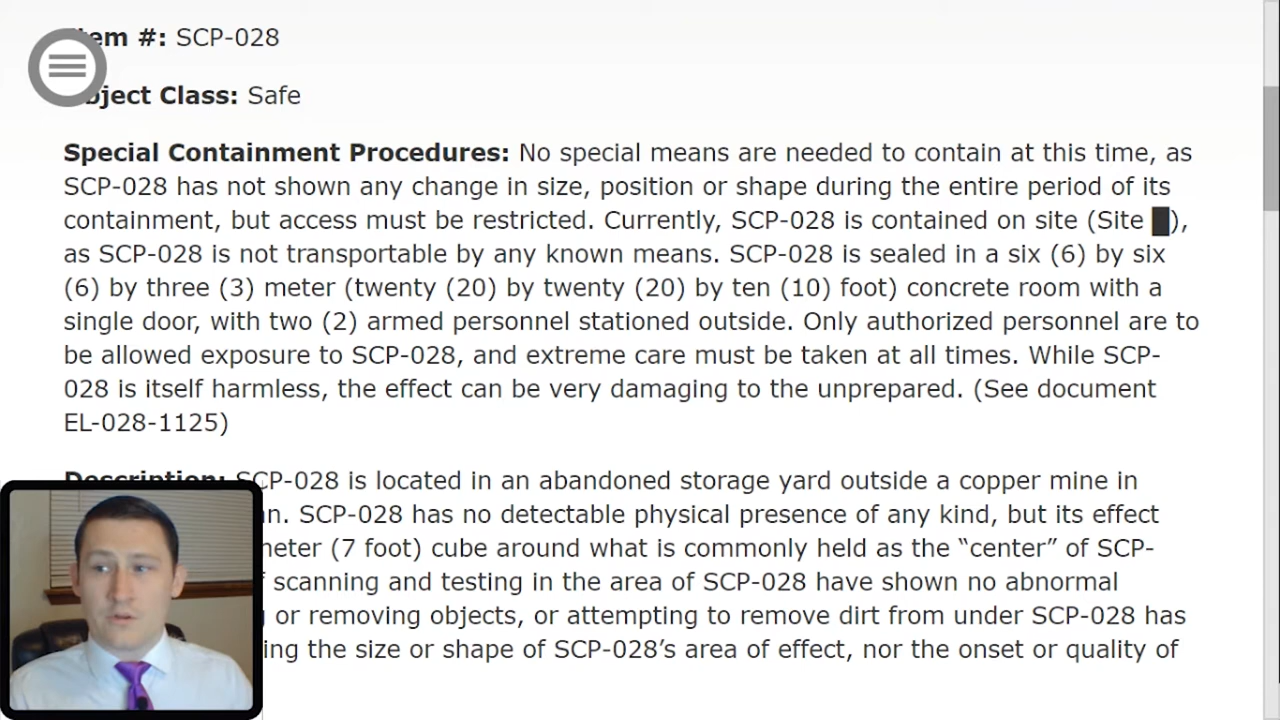 em #: SCP-028
bject Class: Safe
Special Containment Procedures: No special means are needed to contain at this time, as
SCP-028 has not shown any change in size, position or shape during the entire period of its
containment, but access must be restricted. Currently, SCP-028 is contained on site (Site █),
as SCP-028 is not transportable by any known means. SCP-028 is sealed in a six (6) by six
(6) by three (3) meter (twenty (20) by twenty (20) by ten (10) foot) concrete room with a
single door, with two (2) armed personnel stationed outside. Only authorized personnel are to
be allowed exposure to SCP-028, and extreme care must be taken at all times. While SCP-
028 is itself harmless, the effect can be very damaging to the unprepared. (See document
EL-028-1125)
Description: SCP-028 is located in an abandoned storage yard outside a copper mine in
n. SCP-028 has no detectable physical presence of any kind, but its effect
meter (7 foot) cube around what is commonly held as the “center” of SCP-
scanning and testing in the area of SCP-028 have shown no abnormal
or removing objects, or attempting to remove dirt from under SCP-028 has
ing the size or shape of SCP-028’s area of effect, nor the onset or quality of